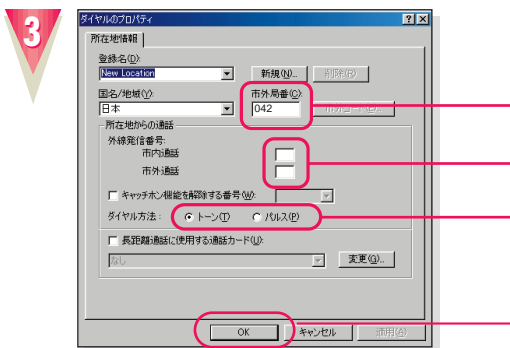 3
ダイヤルのプロパティ
所在地情報
登録名(D):
New Location
新規(N)...
削除(R)
国名/地域(Y):
市外局番(C):
日本
042
所在地からの通話
外線発信番号:
市内通話
市外通話
キャッチホン機能を解除する番号(W):
ダイヤル方法:
トーン(T)
パルス(P)
長距離通話に使用する通話カード(U):
なし
変更(G)...
OK
キャンセル
適用(A)